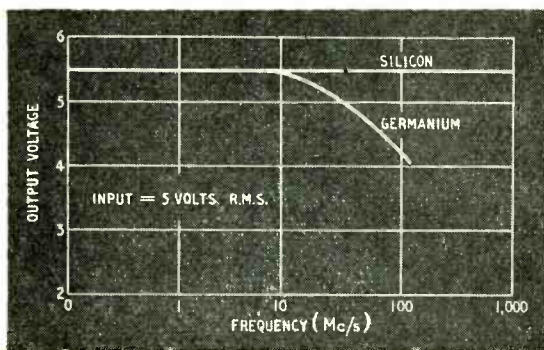 6
SILICON
5
GERMANIUM
4
INPUT = 5 VOLTS. R.M.S.
3
2
0 1 10 100 1,000
FREQUENCY (Mc/s)
OUTPUT VOLTAGE